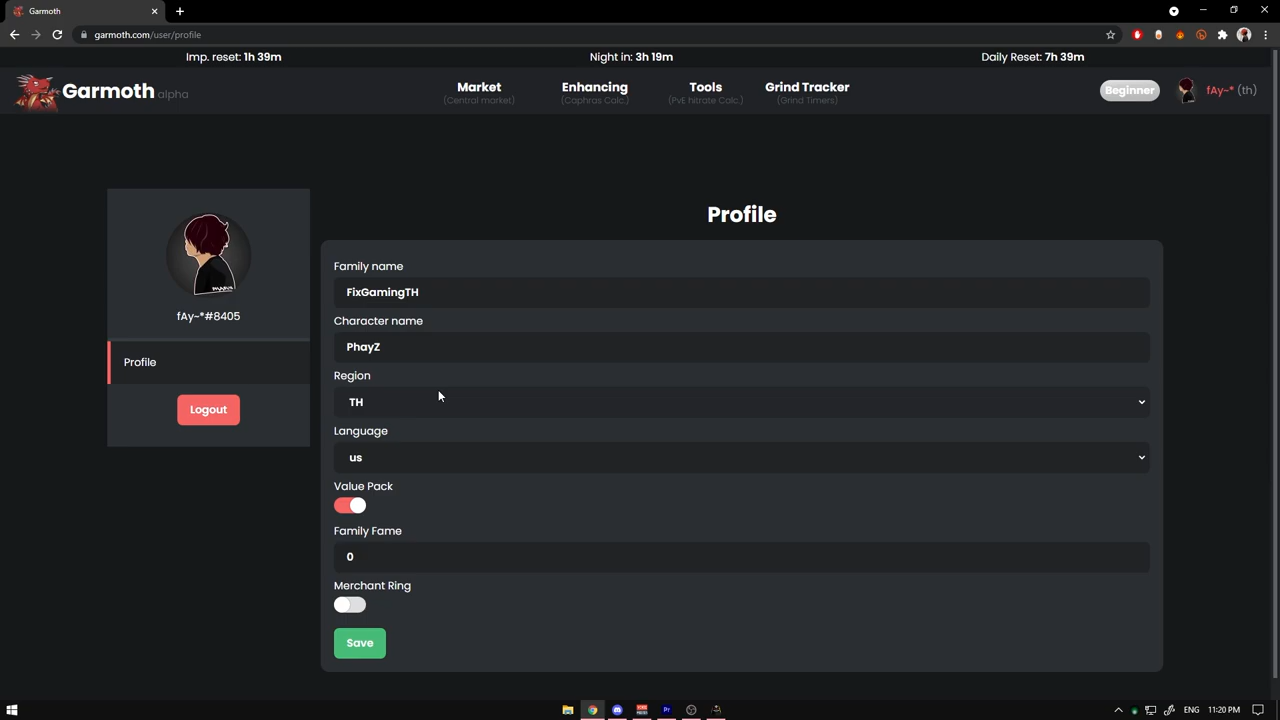 Garmoth
garmoth.com/user/profile
Imp. reset: 1h 39m
Night in: 3h 19m
Daily Reset: 7h 39m
Garmoth alpha
Market
(Central market)
Enhancing
(Caphras Calc.)
Tools
(PvE hitrate Calc.)
Grind Tracker
(Grind Timers)
Beginner
fAy~* (th)
fAy~*#8405
Profile
Logout
Profile
Family name
FixGamingTH
Character name
PhayZ
Region
TH
Language
us
Value Pack
Family Fame
0
Merchant Ring
Save
ENG
11:20 PM